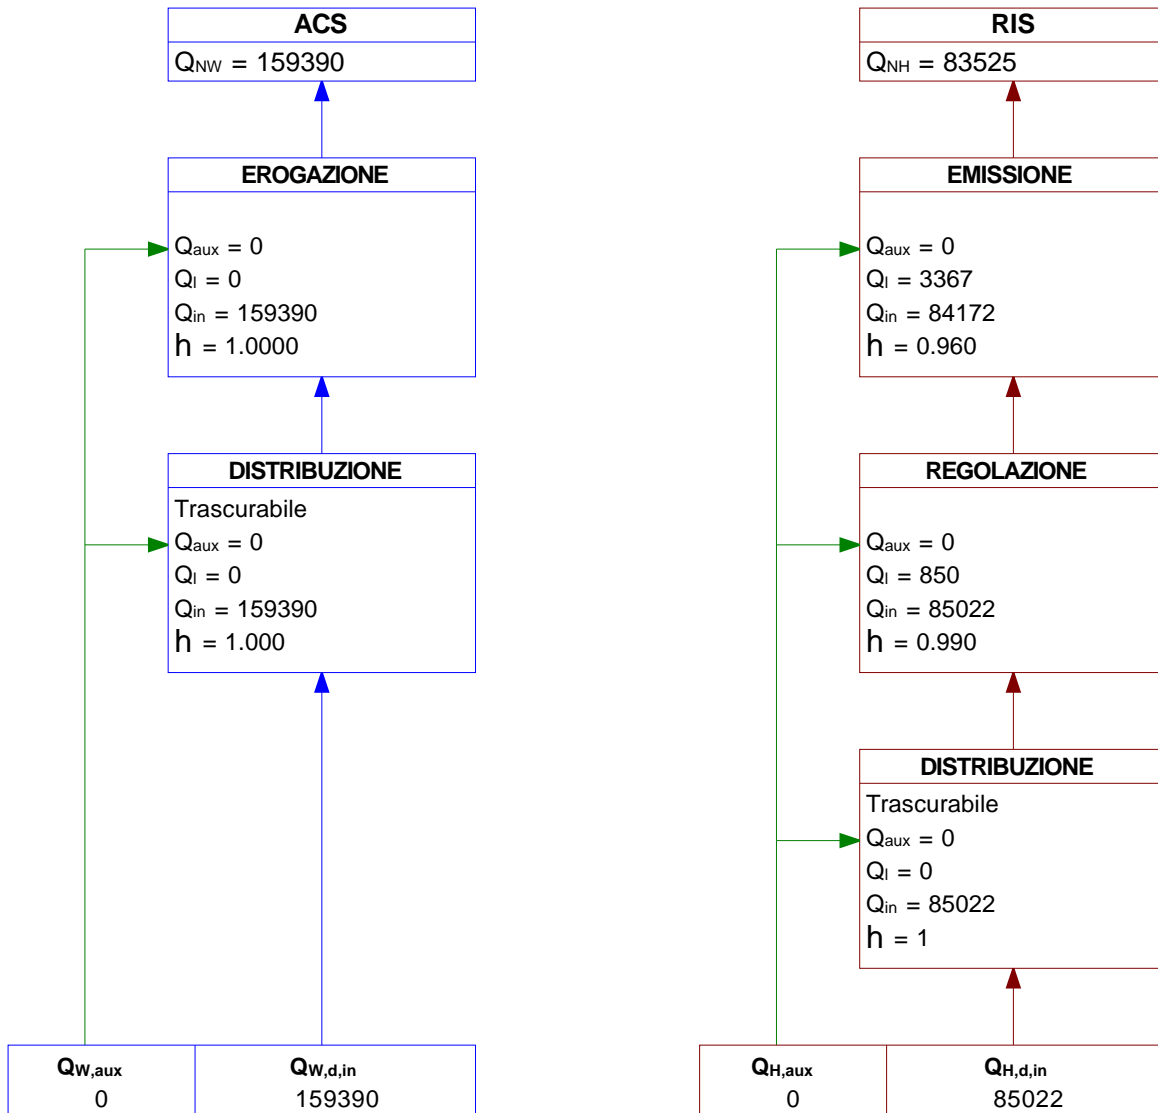 ACS
QNW = 159390
EROGAZIONE
Qaux = 0
Ql = 0
Qin = 159390
h = 1.0000
DISTRIBUZIONE
Trascurabile
Qaux = 0
Ql = 0
Qin = 159390
h = 1.000
QW,aux
0
QW,d,in
159390
RIS
QNH = 83525
EMISSIONE
Qaux = 0
Ql = 3367
Qin = 84172
h = 0.960
REGOLAZIONE
Qaux = 0
Ql = 850
Qin = 85022
h = 0.990
DISTRIBUZIONE
Trascurabile
Qaux = 0
Ql = 0
Qin = 85022
h = 1
QH,aux
0
QH,d,in
85022